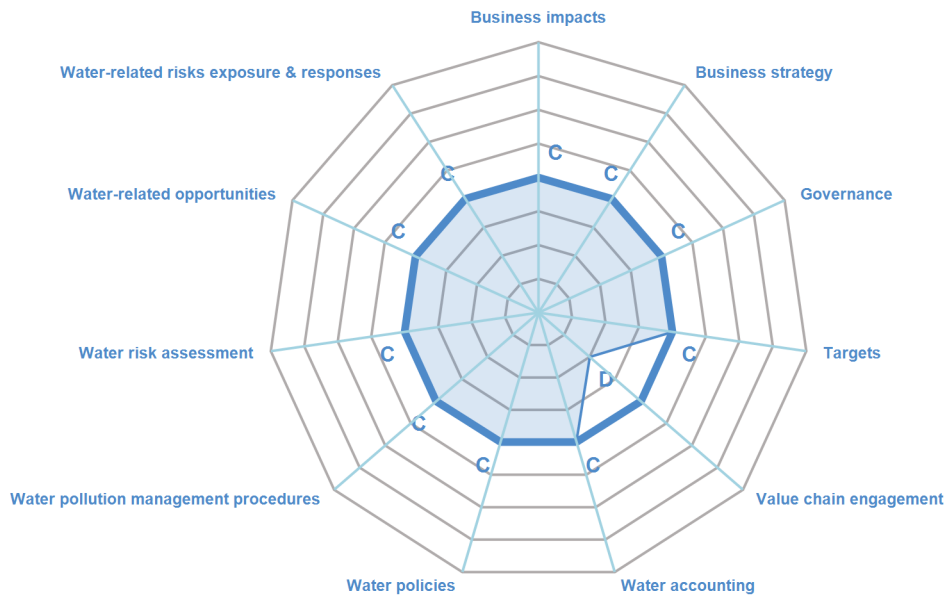 Business impacts
Water-related risks exposure & responses
Business strategy
C
C
C
Water-related opportunities
Governance
C
C
Water risk assessment
C
C
Targets
D
C
Water pollution management procedures
C
C
Value chain engagement
Water policies
Water accounting